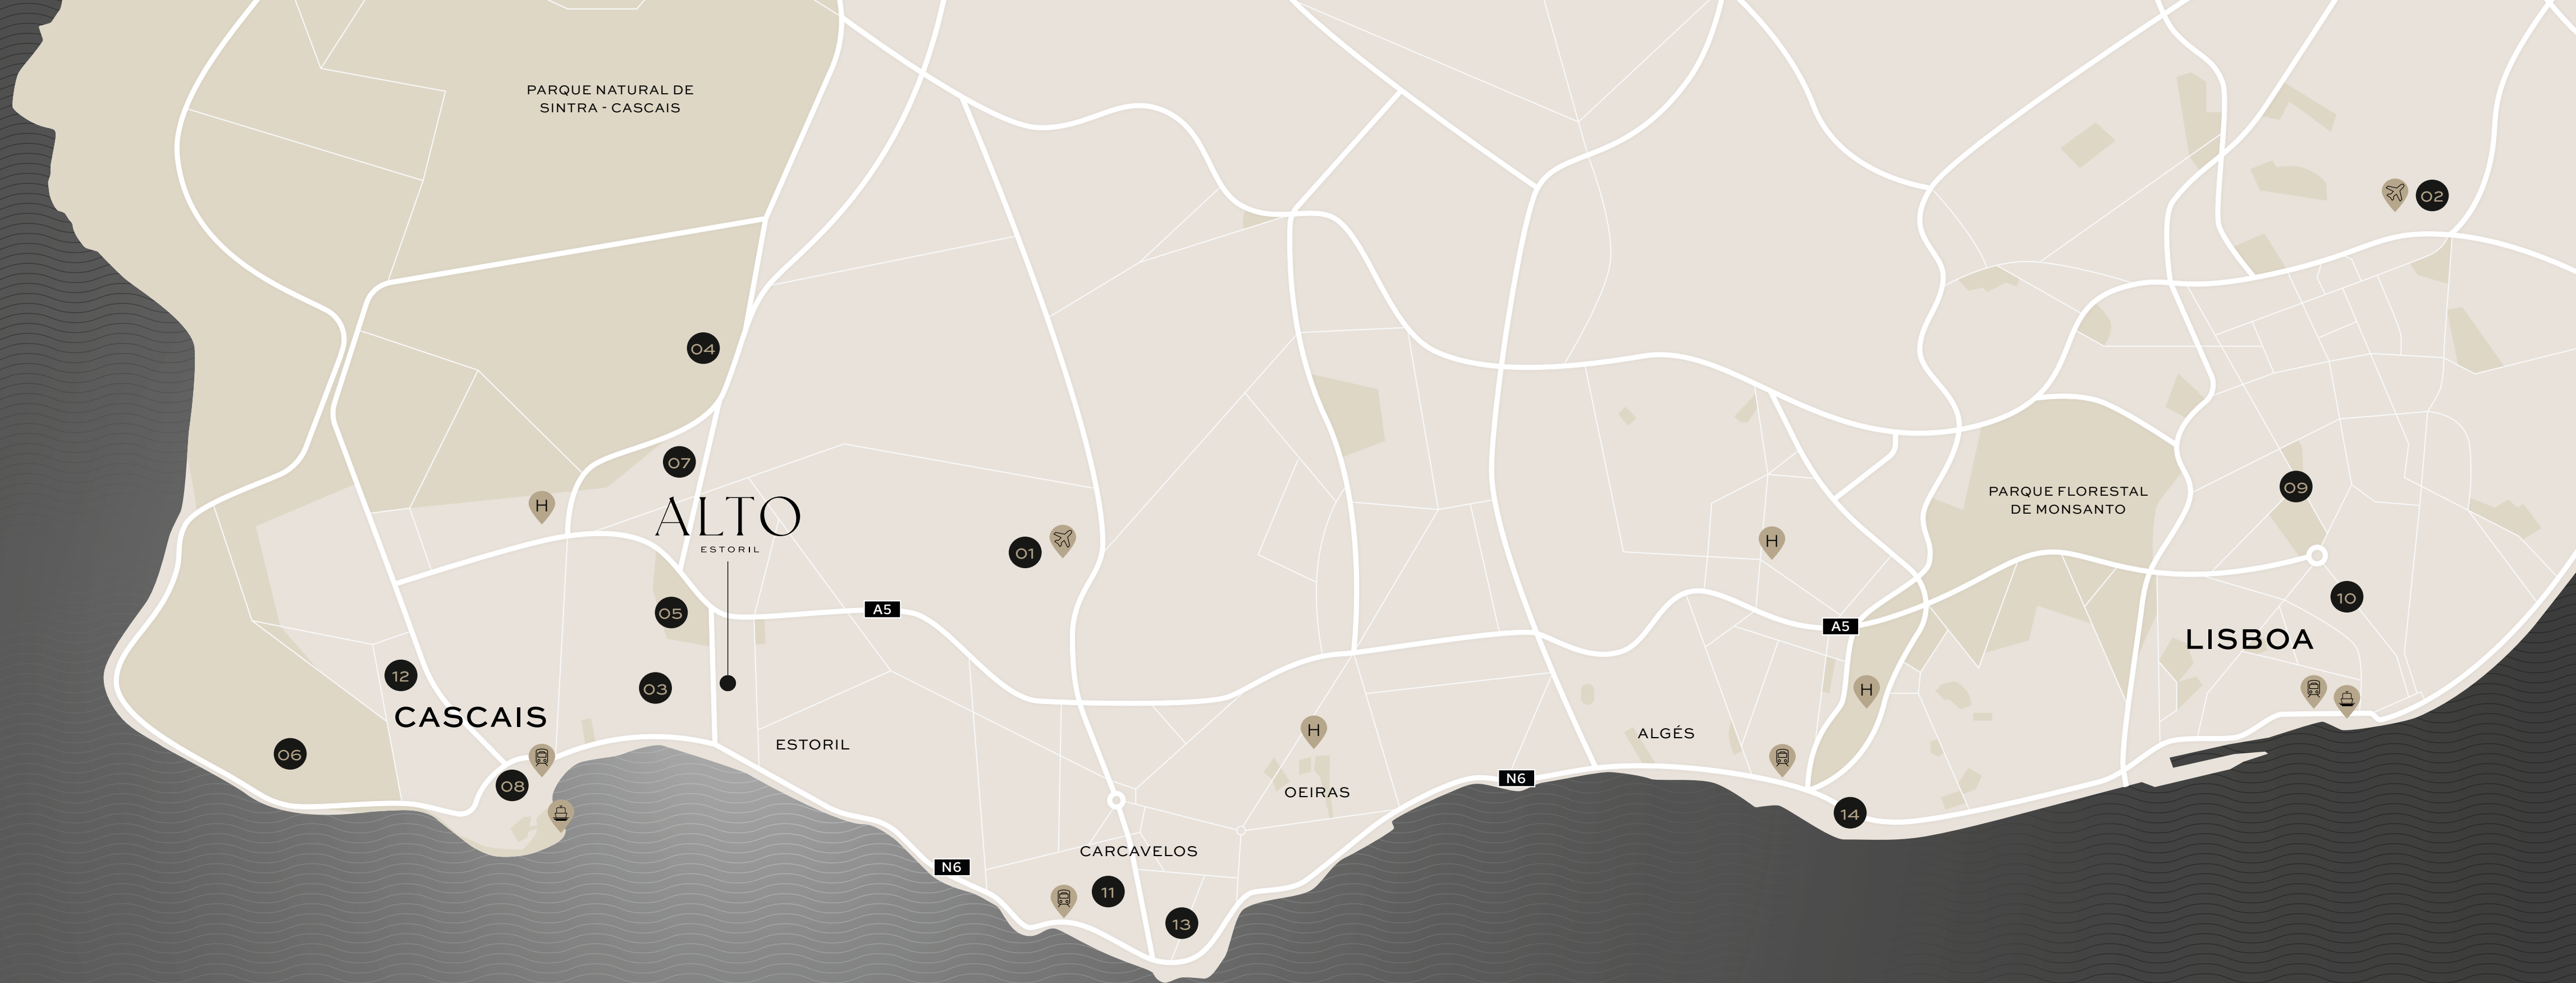 PARQUE NATURAL DE
SINTRA - CASCAIS
02
04
07
H
ALTO
ESTORIL
01
H
PARQUE FLORESTAL
DE MONSANTO
09
05
A5
A5
10
LISBOA
12
03
H
CASCAIS
06
08
ESTORIL
H
OEIRAS
ALGÉS
N6
14
N6
CARCAVELOS
11
13